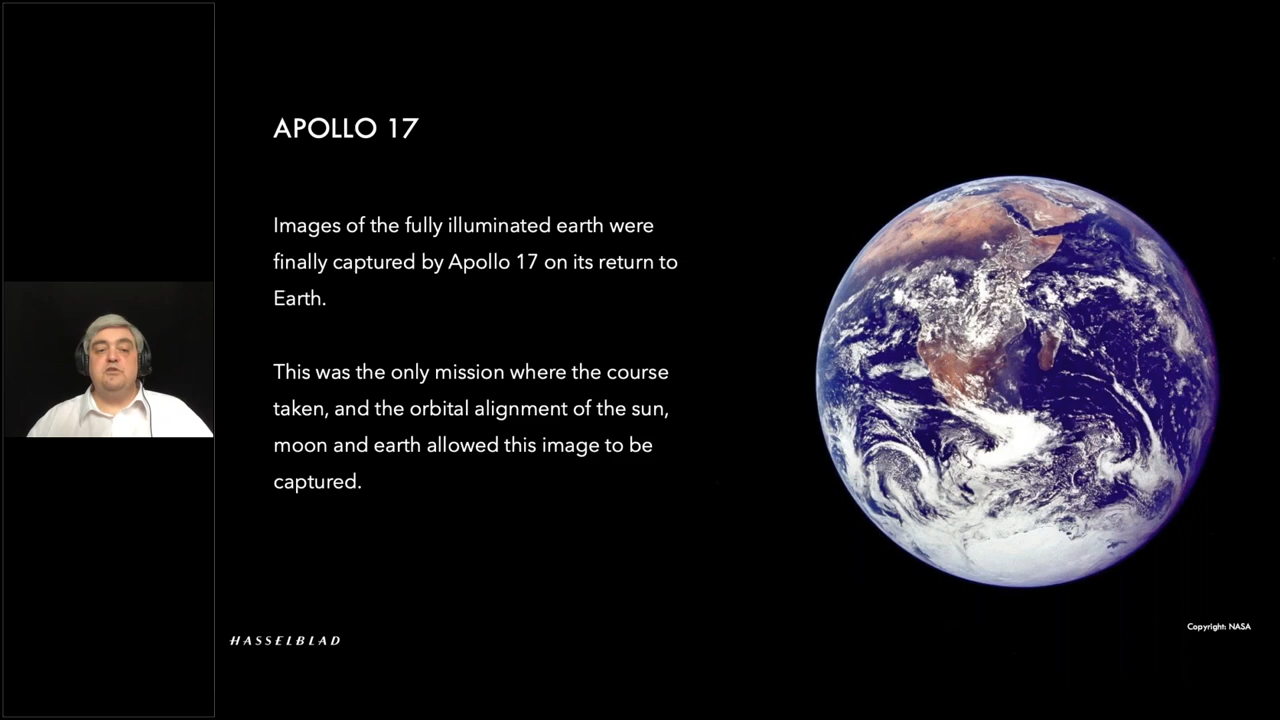 APOLLO 17
Images of the fully illuminated earth were
finally captured by Apollo 17 on its return to
Earth.
This was the only mission where the course
taken, and the orbital alignment of the sun,
moon and earth allowed this image to be
captured.
Copyright: NASA
HASSELBLAD